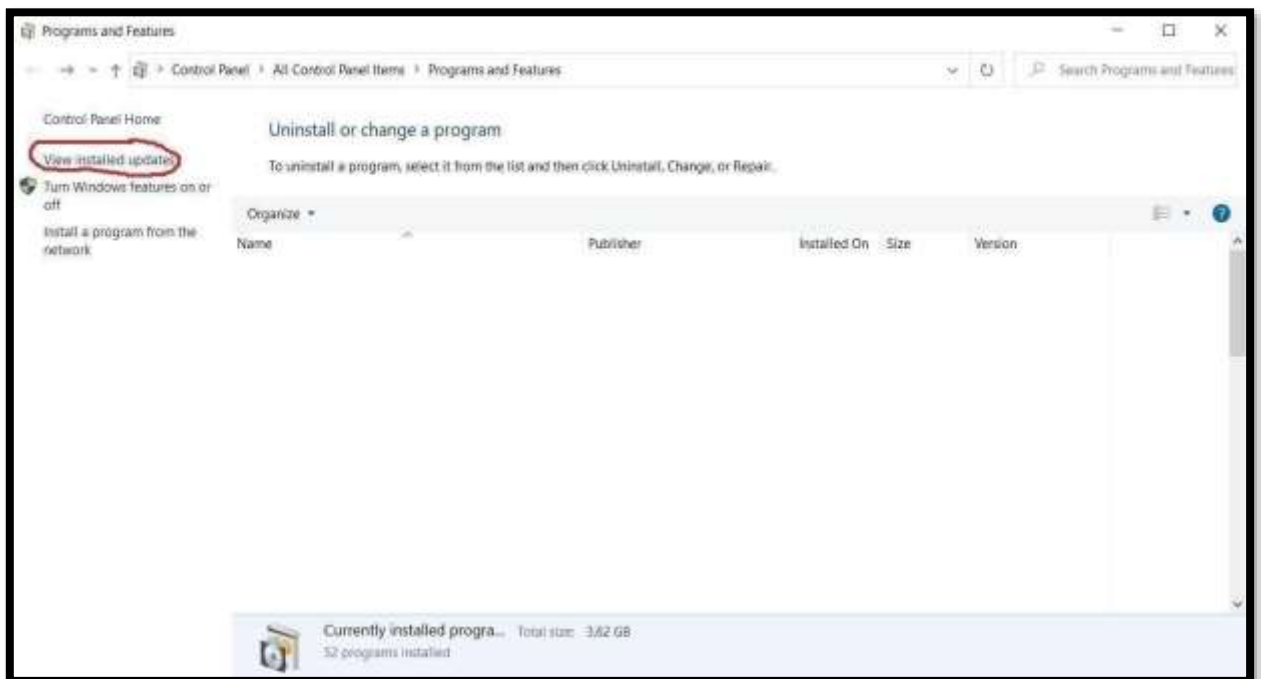 Programs and Features
Control Panel > All Control Panel Items > Programs and Features
Search Programs and Features
Control Panel Home
View installed updates
Turn Windows features on or
off
Install a program from the
network
Uninstall or change a program
To uninstall a program, select it from the list and then click Uninstall, Change, or Repair.
Organize
Name Publisher Installed On Size Version
Currently installed progra... Total size: 3.62 GB
52 programs installed